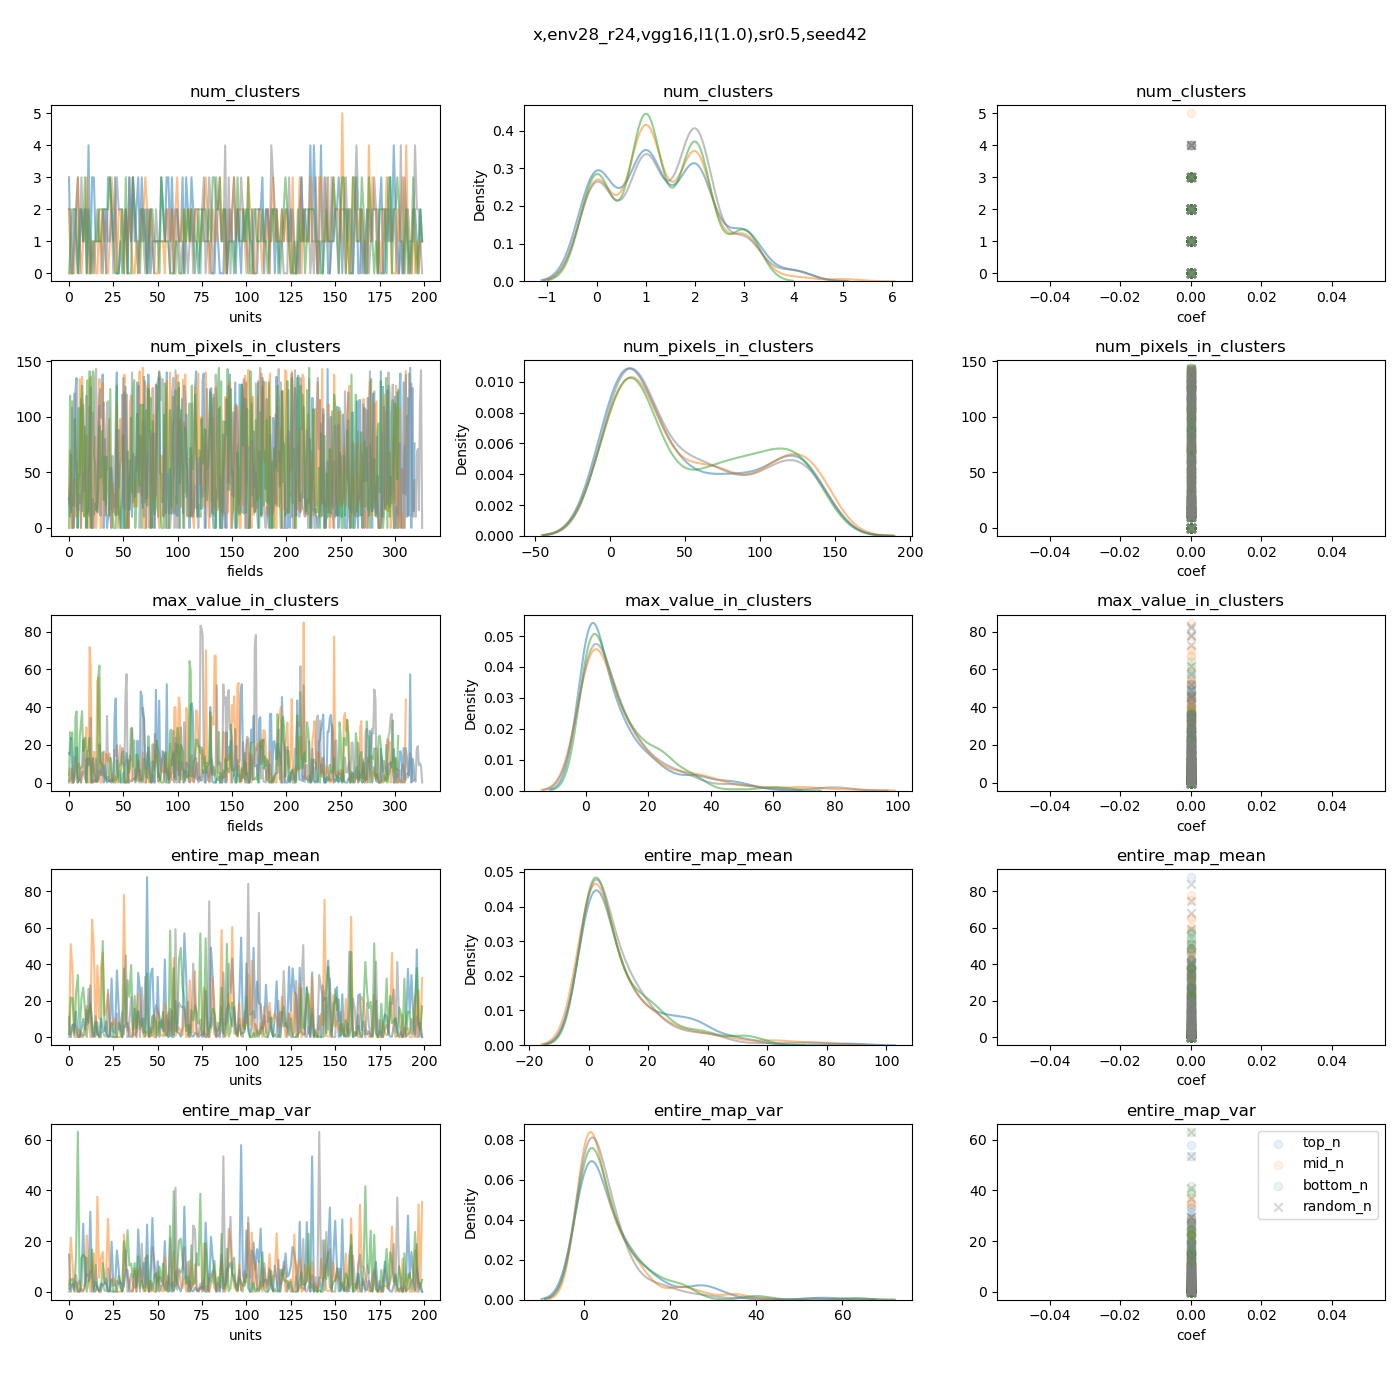 x,env28_r24,vgg16,l1(1.0),sr0.5,seed42
num_clusters
5
4
3
2
1
0
0 25 50 75 100 125 150 175 200
units
num_clusters
Density
0.4
0.3
0.2
0.1
0.0
−1 0 1 2 3 4 5 6
num_clusters
5
4
3
2
1
0
−0.04 −0.02 0.00 0.02 0.04
coef
num_pixels_in_clusters
150
100
50
0
0 50 100 150 200 250 300
fields
num_pixels_in_clusters
Density
0.010
0.008
0.006
0.004
0.002
0.000
−50 0 50 100 150 200
num_pixels_in_clusters
150
100
50
0
−0.04 −0.02 0.00 0.02 0.04
coef
max_value_in_clusters
80
60
40
20
0
0 50 100 150 200 250 300
fields
max_value_in_clusters
Density
0.05
0.04
0.03
0.02
0.01
0.00
0 20 40 60 80 100
max_value_in_clusters
80
60
40
20
0
−0.04 −0.02 0.00 0.02 0.04
coef
entire_map_mean
80
60
40
20
0
0 25 50 75 100 125 150 175 200
units
entire_map_mean
Density
0.05
0.04
0.03
0.02
0.01
0.00
−20 0 20 40 60 80 100
entire_map_mean
80
60
40
20
0
−0.04 −0.02 0.00 0.02 0.04
coef
entire_map_var
60
40
20
0
0 25 50 75 100 125 150 175 200
units
entire_map_var
Density
0.08
0.06
0.04
0.02
0.00
0 20 40 60
entire_map_var
60
40
20
0
−0.04 −0.02 0.00 0.02 0.04
coef
top_n
mid_n
bottom_n
random_n